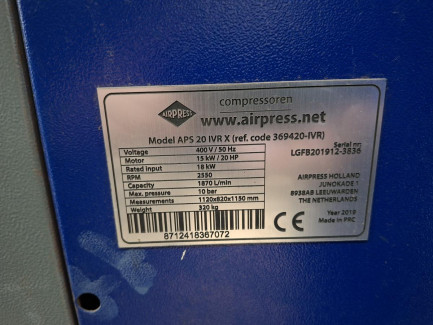 AIRPRESS
compressoren
www.airpress.net
Model APS 20 IVR X (ref. code 369420-IVR)
Voltage 400 V / 50 Hz
Motor 15 kW / 20 HP
Rated input 18 kW
RPM
Capacity 1870 L/min
Max. pressure 10 bar
Measurements 1120x820x1150 mm
Weight 320 kg
8712418367072
Serial nr:
LGFB201912-3836
AIRPRESS HOLLAND
JUNOKADE 1
8938AB LEEUWARDEN
THE NETHERLANDS
Year 2019
Made in PRC